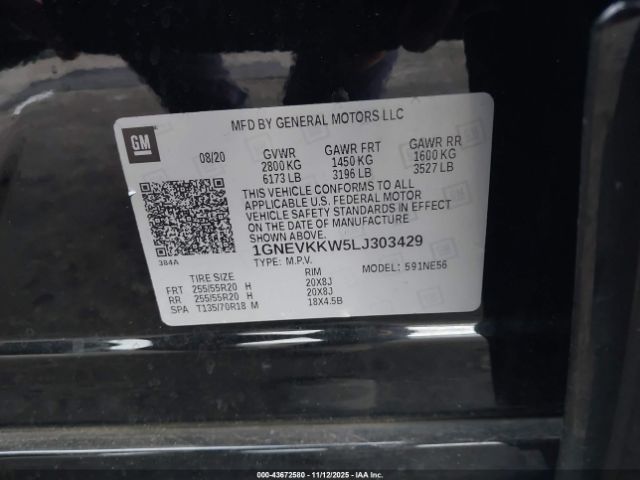 MFD BY GENERAL MOTORS LLC
GM
08/20 GVWR GAWR FRT GAWR RR
2800 KG 1450 KG 1600 KG
6173 LB 3196 LB 3527 LB
THIS VEHICLE CONFORMS TO ALL
APPLICABLE U.S. FEDERAL MOTOR
VEHICLE SAFETY STANDARDS IN EFFECT
ON THE DATE OF MANUFACTURE
SHOWN ABOVE.
1GNEVKKW5LJ303429
384A
TYPE: M.P.V. MODEL: 591NE56
TIRE SIZE RIM
FRT 255/55R20 H 20X8J
RR 255/55R20 H 20X8J
SPA T135/70R18 M 18X4.5B
000-43672580 - 11/12/2025 - IAA Inc.